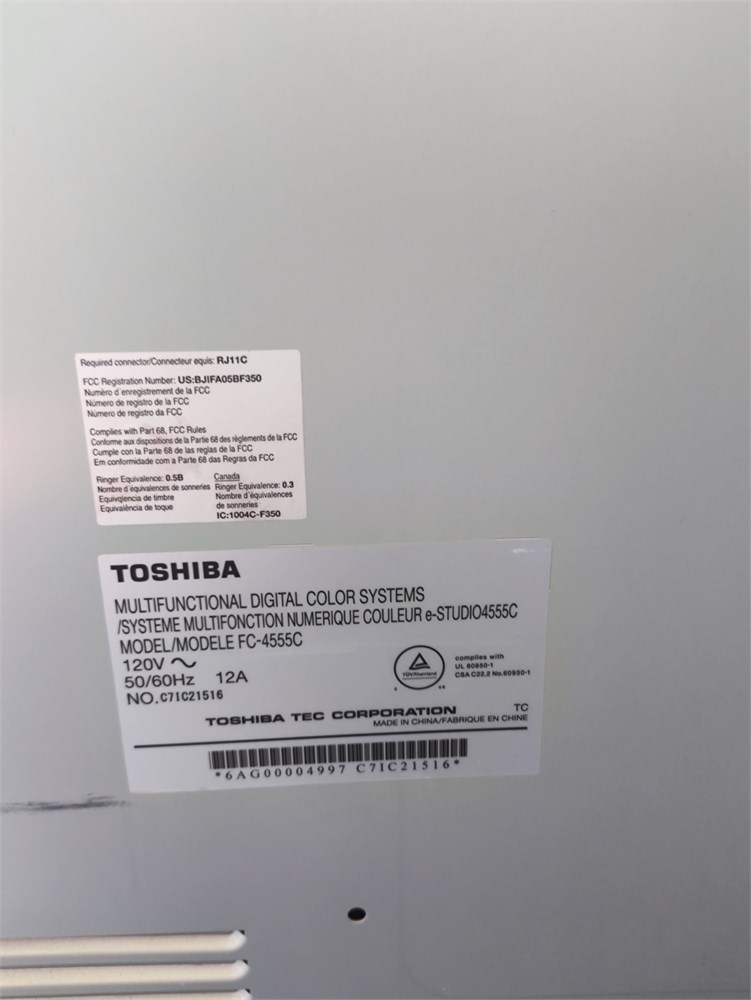 Required connector/Connecteur equis: RJ11C
FCC Registration Number: US:BJIFA05BF350
Numéro d'enregistrement de la FCC
Número de registro de la FCC
Número de registro da FCC
Complies with Part 68, FCC Rules
Conforme aux dispositions de la Partie 68 des règlements de la FCC
Cumple con la Parte 68 de las reglas de la FCC
Em conformidade com a Parte 68 das Regras da FCC
Ringer Equivalence: 0.5B
Nombre d'équivalences de sonneries
Equivqlencia de timbre
Equivalência de toque
Canada
Ringer Equivalence: 0.3
Nombre d'équivalences
de sonneries
IC:1004C-F350
TOSHIBA
MULTIFUNCTIONAL DIGITAL COLOR SYSTEMS
/SYSTEME MULTIFONCTION NUMERIQUE COULEUR e-STUDIO4555C
MODEL/MODELE FC-4555C
120V ~
50/60Hz 12A
NO.C7IC21516
TÜVRheinland
complies with
UL 60950-1
CSA C22.2 No.60950-1
TOSHIBA TEC CORPORATION
TC
MADE IN CHINA/FABRIQUE EN CHINE
*6AG00004997 C7IC21516*